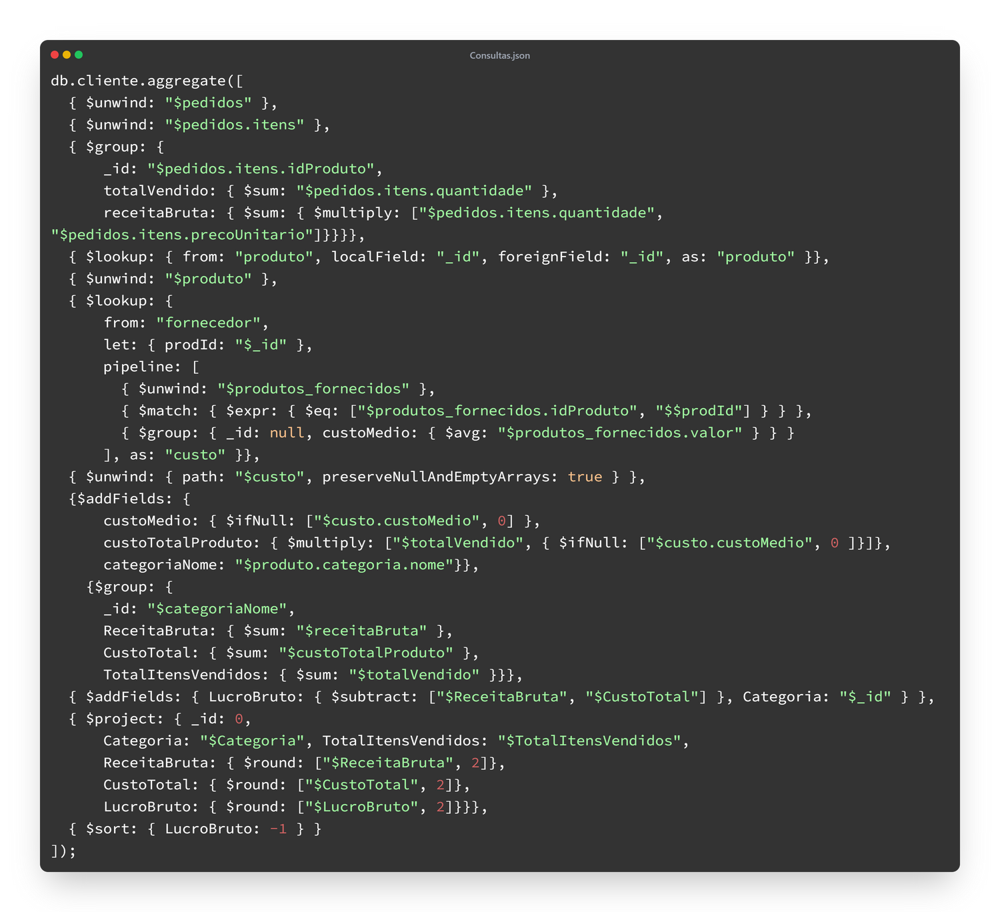 Consultas.json
db.cliente.aggregate([
  { $unwind: "$pedidos" },
  { $unwind: "$pedidos.itens" },
  { $group: {
      _id: "$pedidos.itens.idProduto",
      totalVendido: { $sum: "$pedidos.itens.quantidade" },
      receitaBruta: { $sum: { $multiply: ["$pedidos.itens.quantidade",
"$pedidos.itens.precoUnitario"]}}}},
  { $lookup: { from: "produto", localField: "_id", foreignField: "_id", as: "produto" }},
  { $unwind: "$produto" },
  { $lookup: {
      from: "fornecedor",
      let: { prodId: "$_id" },
      pipeline: [
        { $unwind: "$produtos_fornecidos" },
        { $match: { $expr: { $eq: ["$produtos_fornecidos.idProduto", "$$prodId"] } } },
        { $group: { _id: null, custoMedio: { $avg: "$produtos_fornecidos.valor" } } }
      ], as: "custo" }},
  { $unwind: { path: "$custo", preserveNullAndEmptyArrays: true } },
  {$addFields: {
      custoMedio: { $ifNull: ["$custo.custoMedio", 0] },
      custoTotalProduto: { $multiply: ["$totalVendido", { $ifNull: ["$custo.custoMedio", 0 ]}]},
      categoriaNome: "$produto.categoria.nome"}},
    {$group: {
      _id: "$categoriaNome",
      ReceitaBruta: { $sum: "$receitaBruta" },
      CustoTotal: { $sum: "$custoTotalProduto" },
      TotalItensVendidos: { $sum: "$totalVendido" }}},
  { $addFields: { LucroBruto: { $subtract: ["$ReceitaBruta", "$CustoTotal"] }, Categoria: "$_id" } },
  { $project: { _id: 0,
      Categoria: "$Categoria", TotalItensVendidos: "$TotalItensVendidos",
      ReceitaBruta: { $round: ["$ReceitaBruta", 2]},
      CustoTotal: { $round: ["$CustoTotal", 2]},
      LucroBruto: { $round: ["$LucroBruto", 2]}}},
  { $sort: { LucroBruto: -1 } }
]);